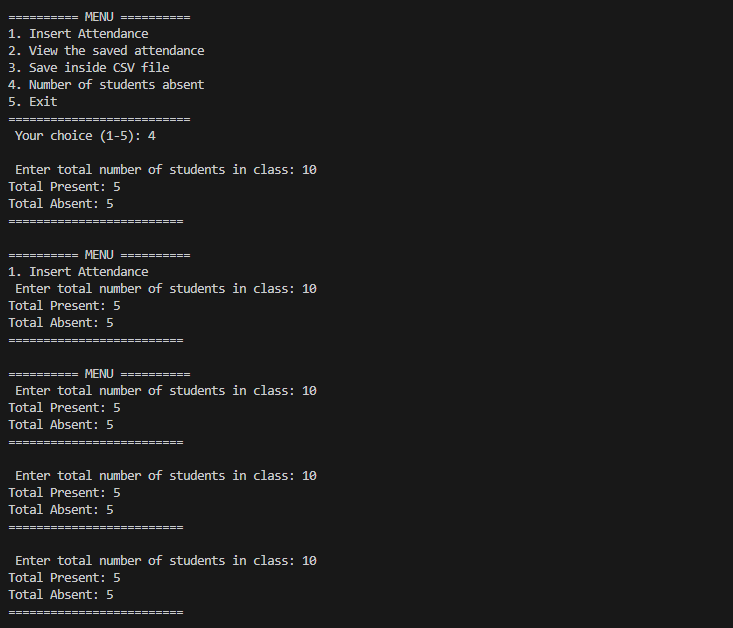 ========== MENU ==========
1. Insert Attendance
2. View the saved attendance
3. Save inside CSV file
4. Number of students absent
5. Exit
==========================
 Your choice (1-5): 4

 Enter total number of students in class: 10
Total Present: 5
Total Absent: 5
=========================

========== MENU ==========
1. Insert Attendance
 Enter total number of students in class: 10
Total Present: 5
Total Absent: 5
=========================

========== MENU ==========
 Enter total number of students in class: 10
Total Present: 5
Total Absent: 5
=========================

 Enter total number of students in class: 10
Total Present: 5
Total Absent: 5
=========================

 Enter total number of students in class: 10
Total Present: 5
Total Absent: 5
=========================